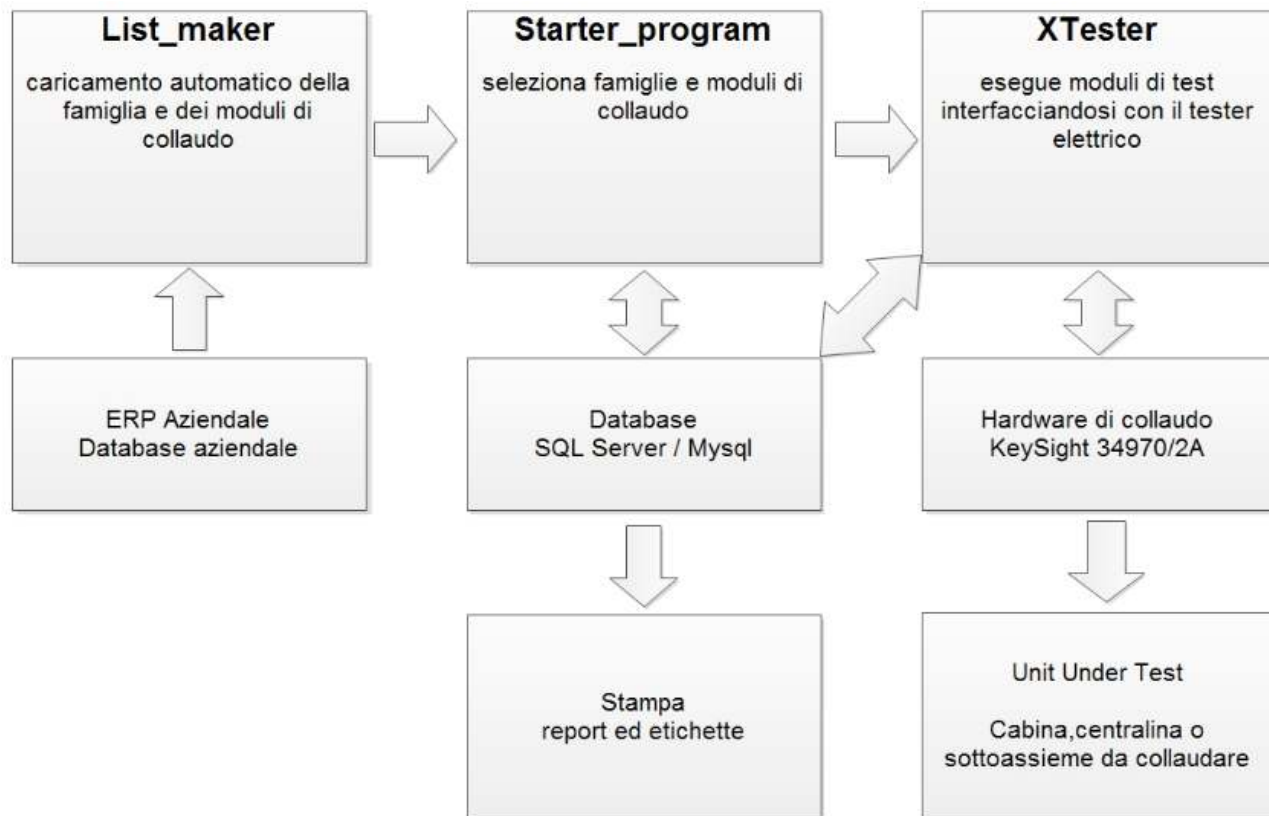 List_maker
caricamento automatico della
famiglia e dei moduli di
collaudo
Starter_program
seleziona famiglie e moduli di
collaudo
XTester
esegue moduli di test
interfacciandosi con il tester
elettrico
ERP Aziendale
Database aziendale
Database
SQL Server / Mysql
Hardware di collaudo
KeySight 34970/2A
Stampa
report ed etichette
Unit Under Test
Cabina,centralina o
sottoassieme da collaudare